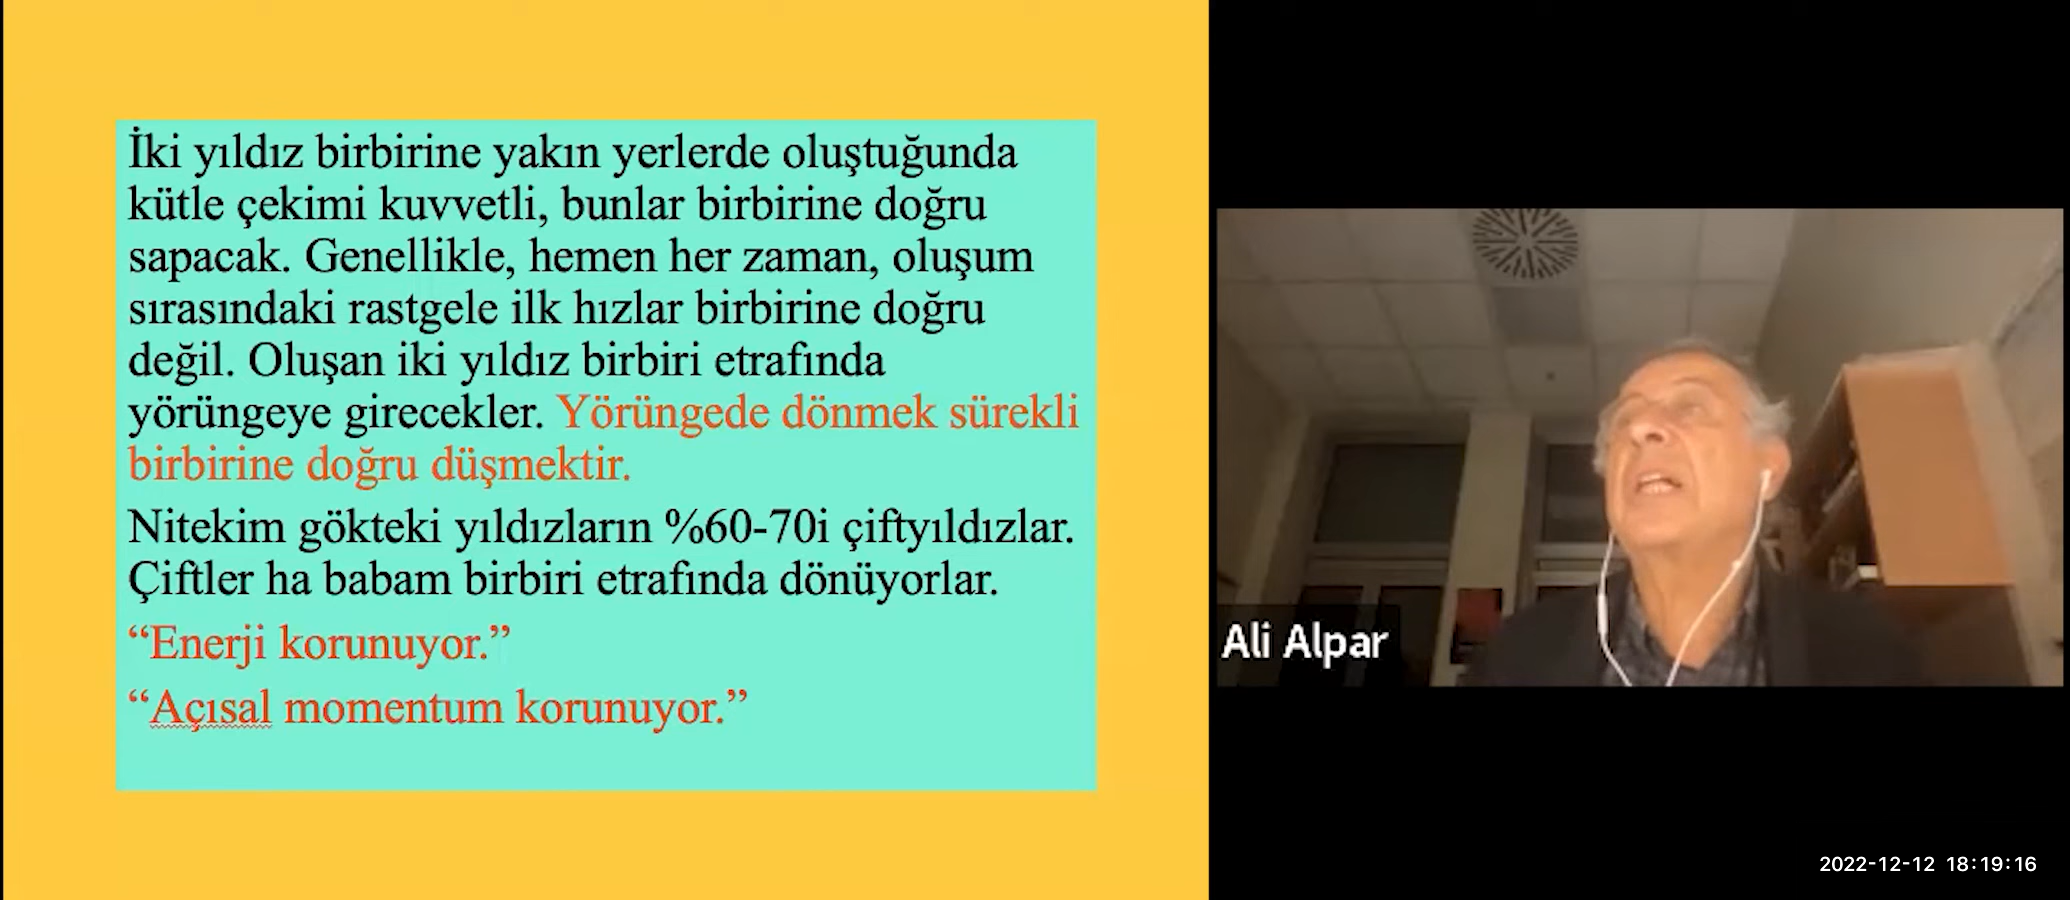 İki yıldız birbirine yakın yerlerde oluştuğunda
kütle çekimi kuvvetli, bunlar birbirine doğru
sapacak. Genellikle, hemen her zaman, oluşum
sırasındaki rastgele ilk hızlar birbirine doğru
değil. Oluşan iki yıldız birbiri etrafında
yörüngeye girecekler. Yörüngede dönmek sürekli
birbirine doğru düşmektir.
Nitekim gökteki yıldızların %60-70i çiftyıldızlar.
Çiftler ha babam birbiri etrafında dönüyorlar.
“Enerji korunuyor.”
“Açısal momentum korunuyor.”
Ali Alpar
2022-12-12 18:19:16